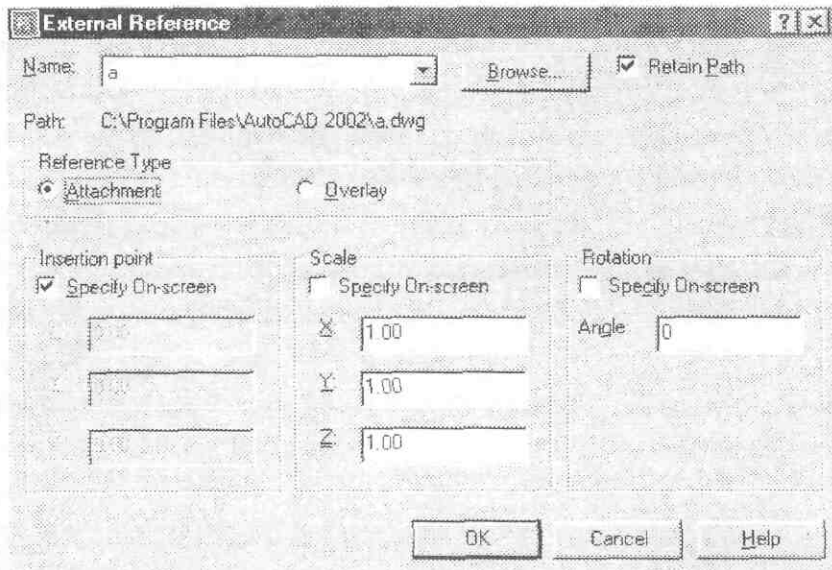 External Reference
Name: a Browse... Retain Path
Path: C:\Program Files\AutoCAD 2002\a.dwg
Reference Type
Attachment Overlay
Insertion point Scale Rotation
Specify On-screen Specify On-screen Specify On-screen
X 1.00 Angle 0
Y 1.00
Z 1.00
OK Cancel Help